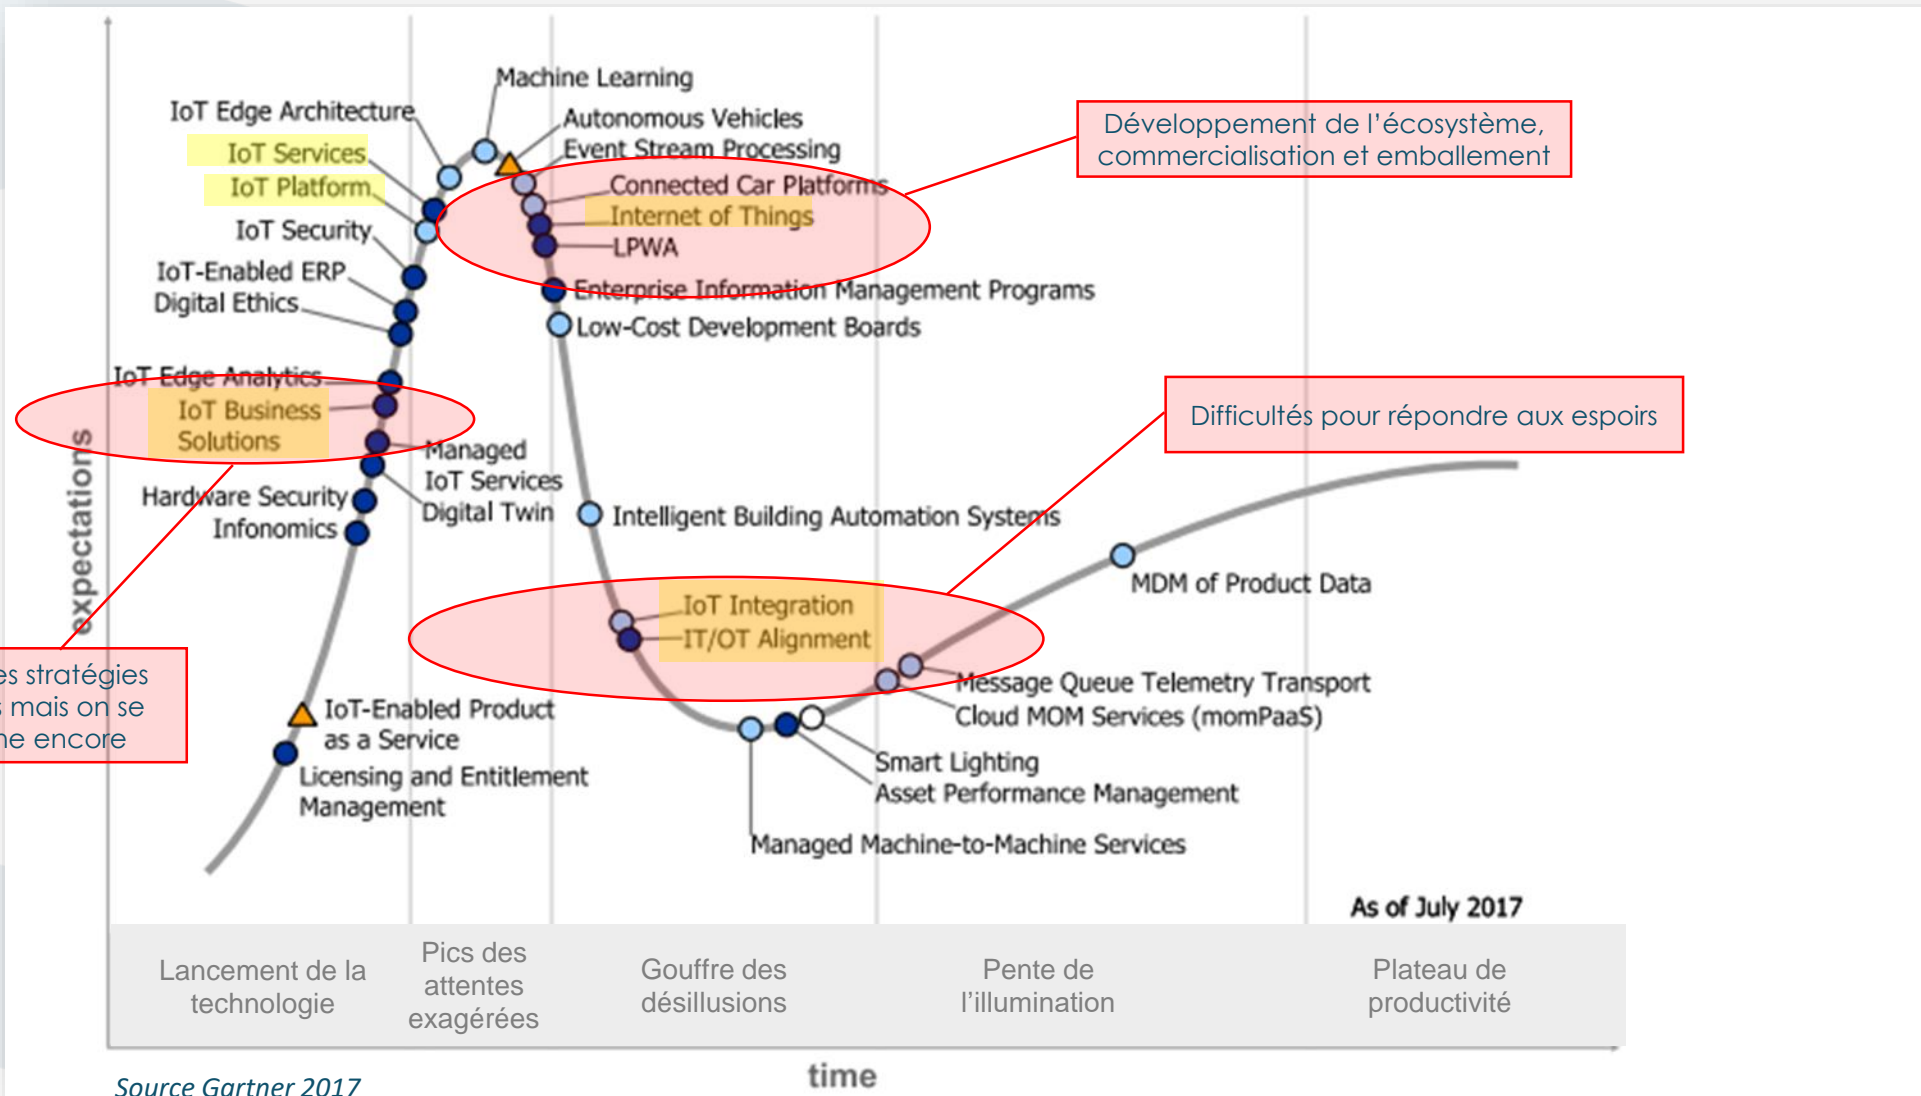 Machine Learning
IoT Edge Architecture
Autonomous Vehicles
Développement de l’écosystème,
commercialisation et emballement
IoT Services
Event Stream Processing
IoT Platform
Connected Car Platforms
Internet of Things
IoT Security
LPWA
IoT-Enabled ERP
Digital Ethics
Enterprise Information Management Programs
Low-Cost Development Boards
IoT Edge Analytics
IoT Business
Solutions
Difficultés pour répondre aux espoirs
Managed
IoT Services
Digital Twin
Hardware Security
Infonomics
Intelligent Building Automation Systems
expectations
MDM of Product Data
IoT Integration
IT/OT Alignment
stratégies
mais on se
encore
Message Queue Telemetry Transport
Cloud MOM Services (momPaaS)
IoT-Enabled Product
as a Service
Smart Lighting
Asset Performance Management
Licensing and Entitlement
Management
Managed Machine-to-Machine Services
As of July 2017
Lancement de la
technologie
Pics des
attentes
exagérées
Gouffre des
désillusions
Pente de
l’illumination
Plateau de
productivité
time
Source Gartner 2017